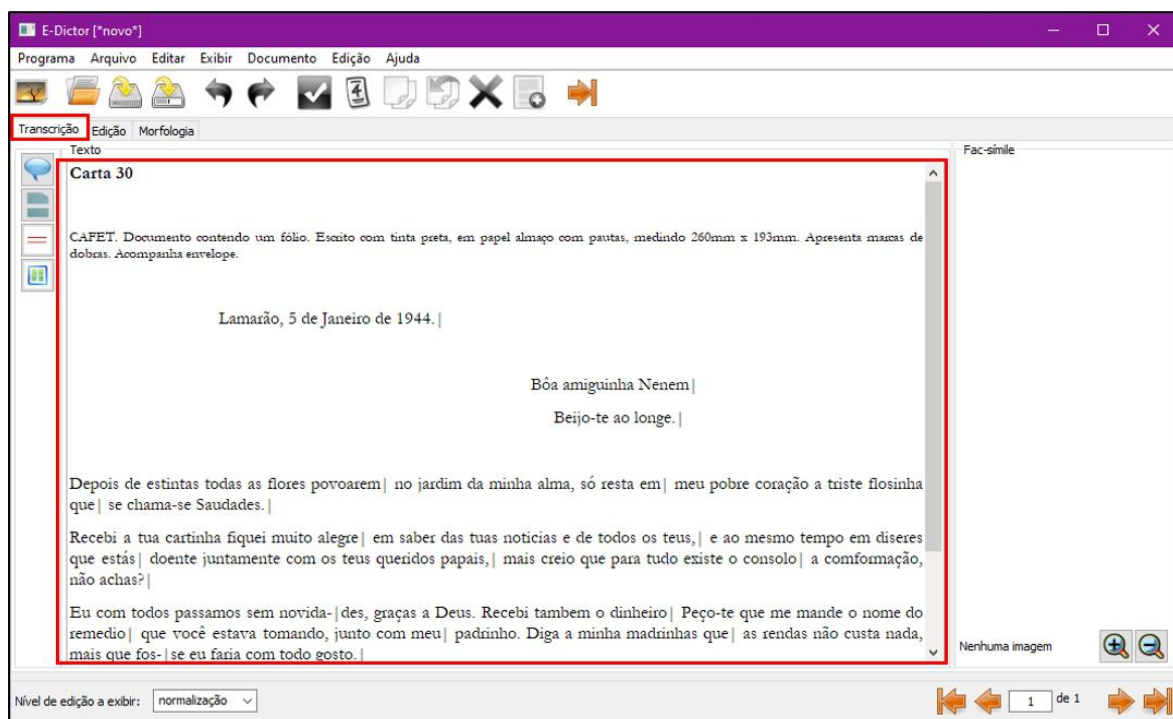 E-Dictor [*novo*]
Programa Arquivo Editar Exibir Documento Edição Ajuda
Transcrição Edição Morfologia
Texto
Fac-símile
Carta 30
CAFET. Documento contendo um fólio. Escrito com tinta preta, em papel almaço com pautas, medindo 260mm x 193mm. Apresenta marcas de
dobras. Acompanha envelope.
Lamarão, 5 de Janeiro de 1944.|
Bôa amiguinha Nenem|
Beijo-te ao longe.|
Depois de estintas todas as flores povoarem| no jardim da minha alma, só resta em| meu pobre coração a triste flosinha
que| se chama-se Saudades.|
Recebi a tua cartinha fiquei muito alegre| em saber das tuas noticias e de todos os teus,| e ao mesmo tempo em diseres
que estás| doente juntamente com os teus queridos papais,| mais creio que para tudo existe o consolo| a comformação,
não achas?|
Eu com todos passamos sem novida-|des, graças a Deus. Recebi tambem o dinheiro| Peço-te que me mande o nome do
remedio| que você estava tomando, junto com meu| padrinho. Diga a minha madrinhas que| as rendas não custa nada,
mais que fos-|se eu faria com todo gosto.|
Nenhuma imagem
Nível de edição a exibir: normalização
1 de 1